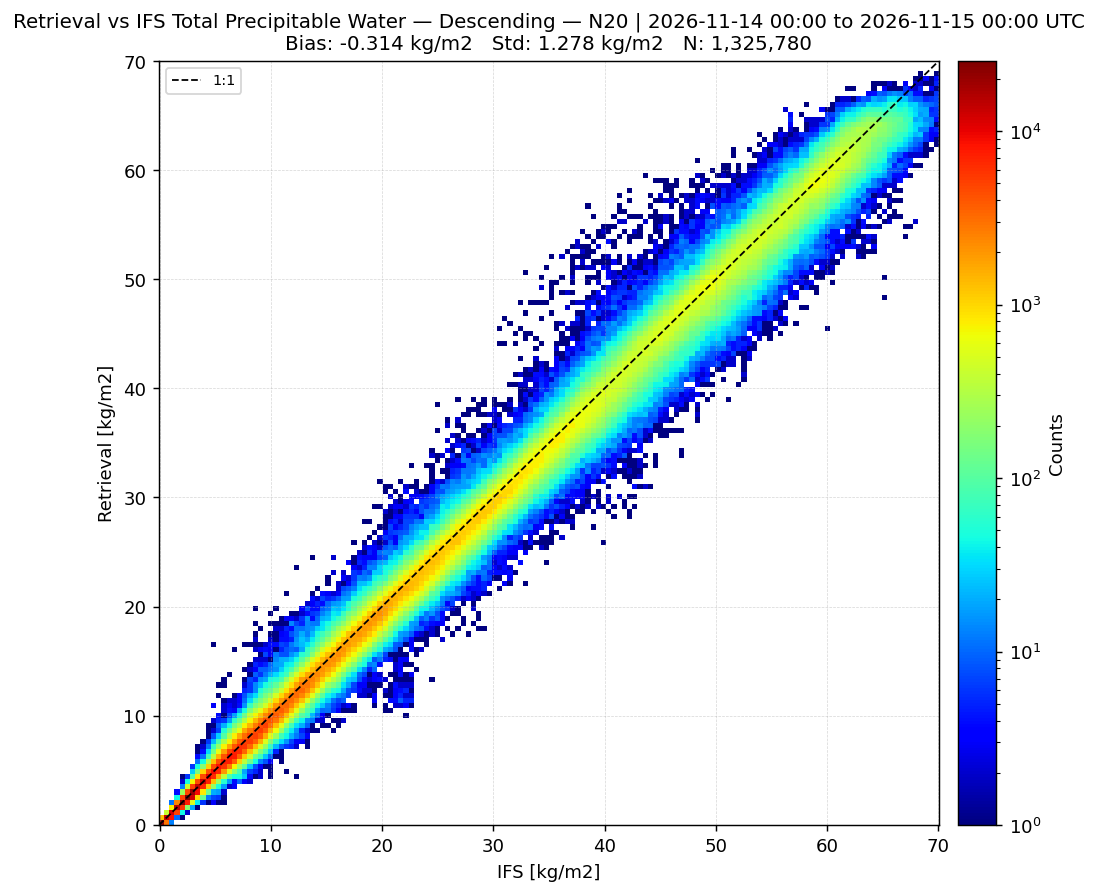 Retrieval vs IFS Total Precipitable Water — Descending — N20 | 2026-11-14 00:00 to 2026-11-15 00:00 UTC
Bias: -0.314 kg/m2 Std: 1.278 kg/m2 N: 1,325,780
1:1
70
60
50
40
30
20
10
0
Retrieval [kg/m2]
0 10 20 30 40 50 60 70
IFS [kg/m2]
10⁴
10³
10²
10¹
10⁰
Counts